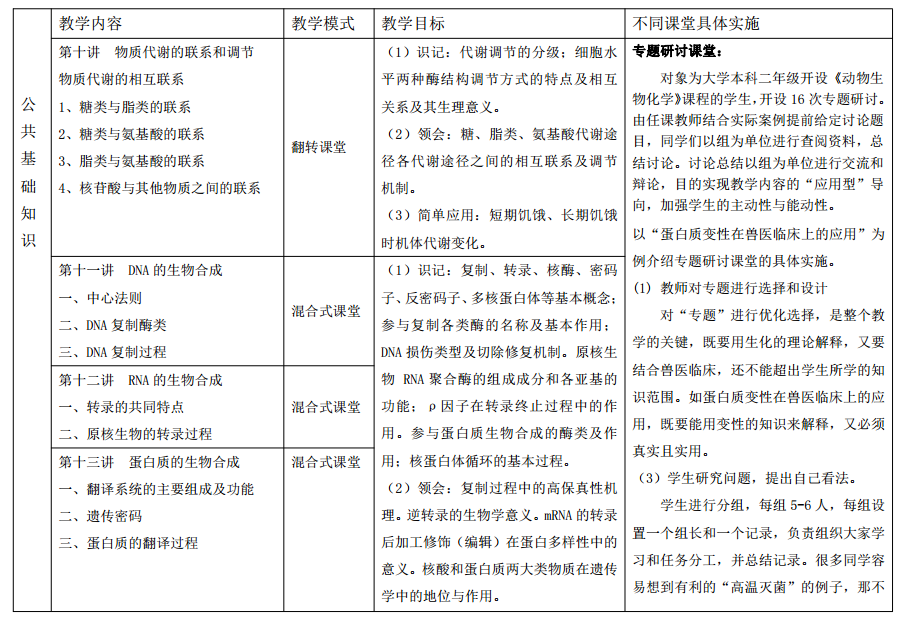 教学内容
教学模式
教学目标
不同课堂具体实施
公
共
基
础
知
识
第十讲 物质代谢的联系和调节
物质代谢的相互联系
1、糖类与脂类的联系
2、糖类与氨基酸的联系
3、脂类与氨基酸的联系
4、核苷酸与其他物质之间的联系
翻转课堂
（1）识记：代谢调节的分级；细胞水
平两种酶结构调节方式的特点及相互
关系及其生理意义。
（2）领会：糖、脂类、氨基酸代谢途
径各代谢途径之间的相互联系及调节
机制。
（3）简单应用：短期饥饿、长期饥饿
时机体代谢变化。
第十一讲 DNA 的生物合成
一、中心法则
二、DNA 复制酶类
三、DNA 复制过程
混合式课堂
第十二讲 RNA 的生物合成
一、转录的共同特点
二、原核生物的转录过程
混合式课堂
第十三讲 蛋白质的生物合成
一、翻译系统的主要组成及功能
二、遗传密码
三、蛋白质的翻译过程
混合式课堂
（1）识记：复制、转录、核酶、密码
子、反密码子、多核蛋白体等基本概念；
参与复制各类酶的名称及基本作用；
DNA 损伤类型及切除修复机制。原核生
物 RNA 聚合酶的组成成分和各亚基的
功能；ρ因子在转录终止过程中的作
用。参与蛋白质生物合成的酶类及作
用；核蛋白体循环的基本过程。
（2）领会：复制过程中的高保真性机
理。逆转录的生物学意义。mRNA 的转录
后加工修饰（编辑）在蛋白多样性中的
意义。核酸和蛋白质两大类物质在遗传
学中的地位与作用。
专题研讨课堂：
对象为大学本科二年级开设《动物生
物化学》课程的学生，开设 16 次专题研讨。
由任课教师结合实际案例提前给定讨论题
目，同学们以组为单位进行查阅资料，总
结讨论。讨论总结以组为单位进行交流和
辩论，目的实现教学内容的“应用型”导
向，加强学生的主动性与能动性。
以“蛋白质变性在兽医临床上的应用”为
例介绍专题研讨课堂的具体实施。
(1) 教师对专题进行选择和设计
对“专题”进行优化选择，是整个教
学的关键，既要用生化的理论解释，又要
结合兽医临床，还不能超出学生所学的知
识范围。如蛋白质变性在兽医临床上的应
用，既要能用变性的知识来解释，又必须
真实且实用。
（3）学生研究问题，提出自己看法。
学生进行分组，每组 5-6 人，每组设
置一个组长和一个记录，负责组织大家学
习和任务分工，并总结记录。很多同学容
易想到有利的“高温灭菌”的例子，那不